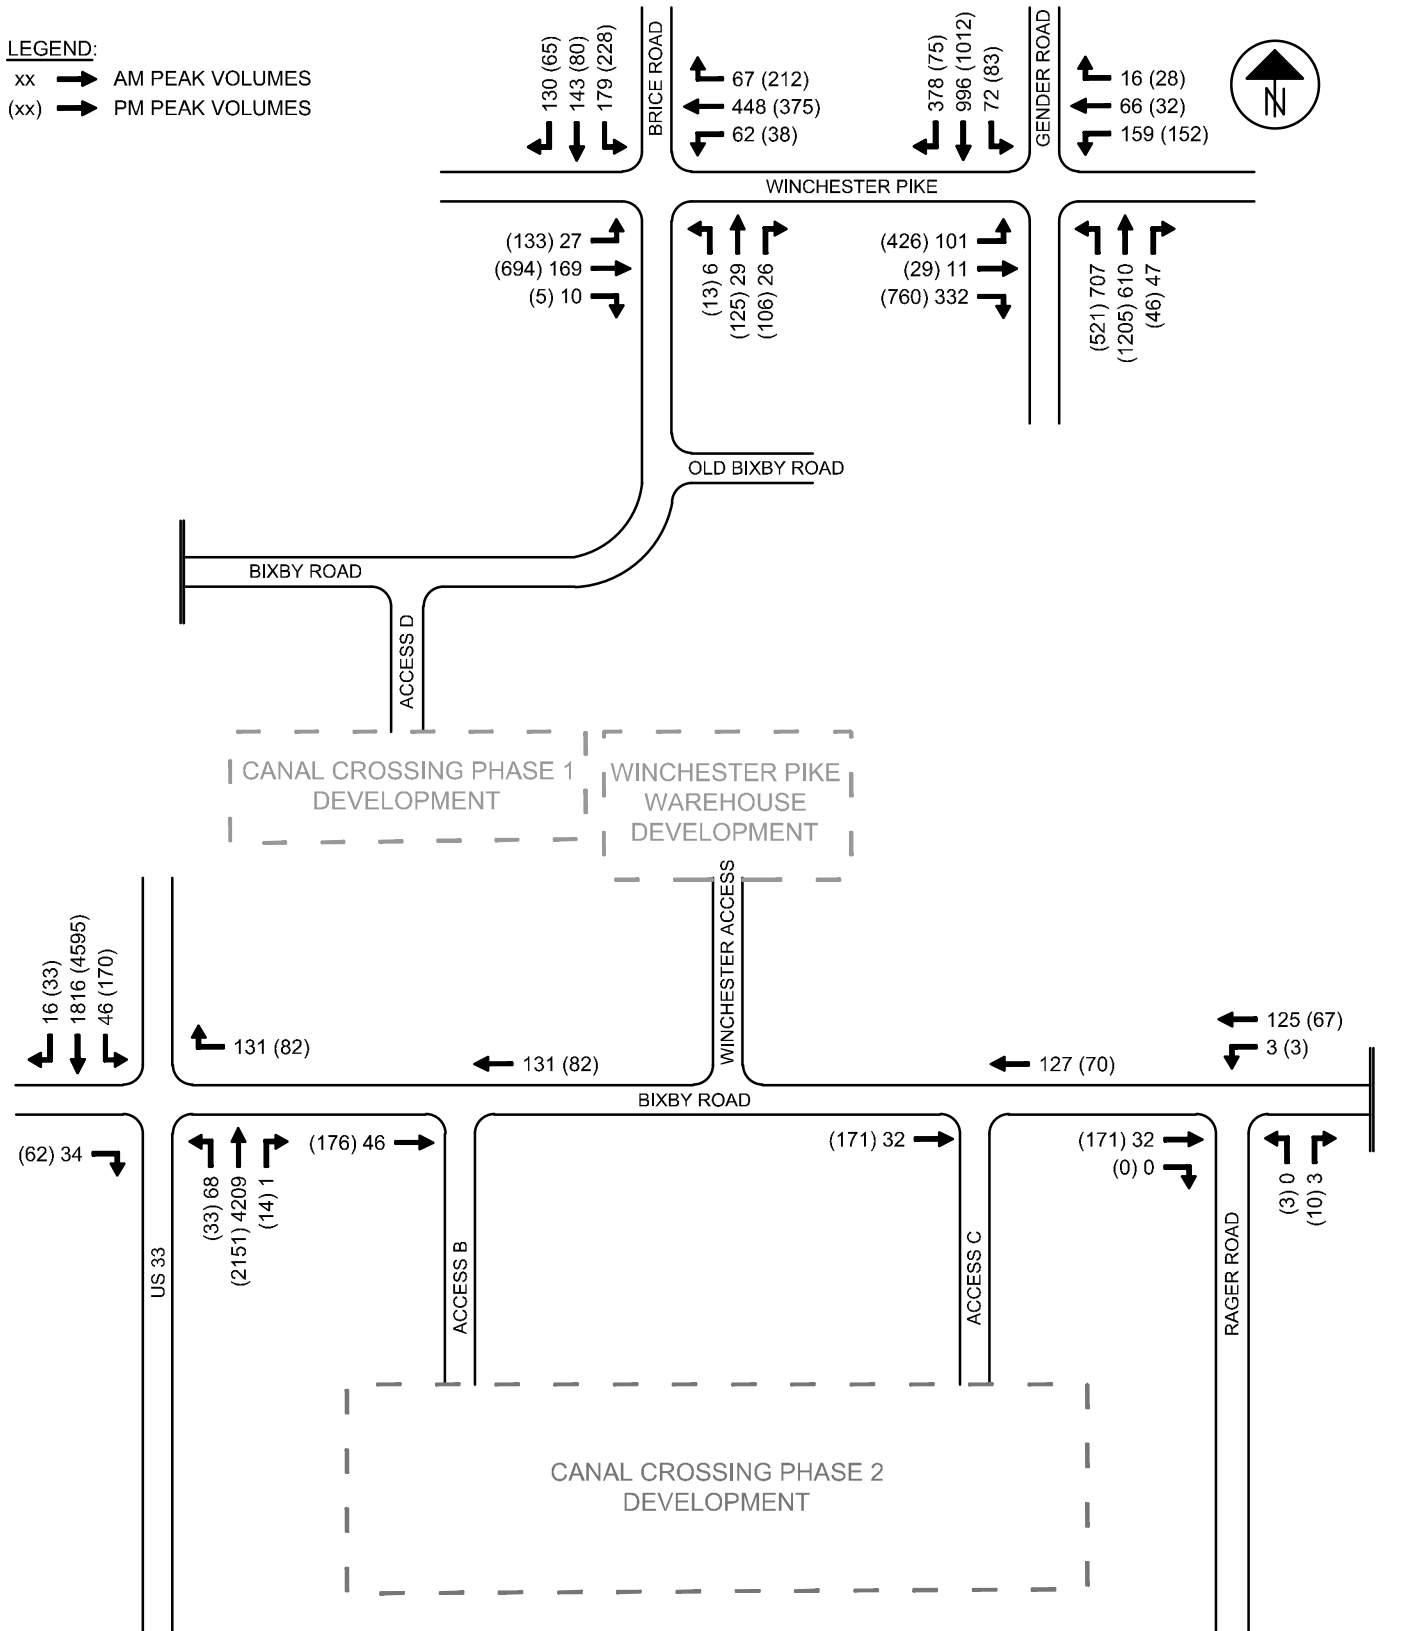 LEGEND:
xx AM PEAK VOLUMES
(xx) PM PEAK VOLUMES
130 (65)
143 (80)
179 (228)
BRICE ROAD
67 (212)
448 (375)
62 (38)
378 (75)
996 (1012)
72 (83)
GENDER ROAD
16 (28)
66 (32)
159 (152)
N
WINCHESTER PIKE
(133) 27
(694) 169
(5) 10
(13) 6
(125) 29
(106) 26
(426) 101
(29) 11
(760) 332
(521) 707
(1205) 610
(46) 47
OLD BIXBY ROAD
BIXBY ROAD
ACCESS D
CANAL CROSSING PHASE 1
DEVELOPMENT
WINCHESTER PIKE
WAREHOUSE
DEVELOPMENT
WINCHESTER ACCESS
16 (33)
1816 (4595)
46 (170)
131 (82)
131 (82)
127 (70)
125 (67)
3 (3)
BIXBY ROAD
(62) 34
(33) 68
(2151) 4209
(14) 1
(176) 46
(171) 32
(171) 32
(0) 0
(3) 0
(10) 3
US 33
ACCESS B
ACCESS C
RAGER ROAD
CANAL CROSSING PHASE 2
DEVELOPMENT